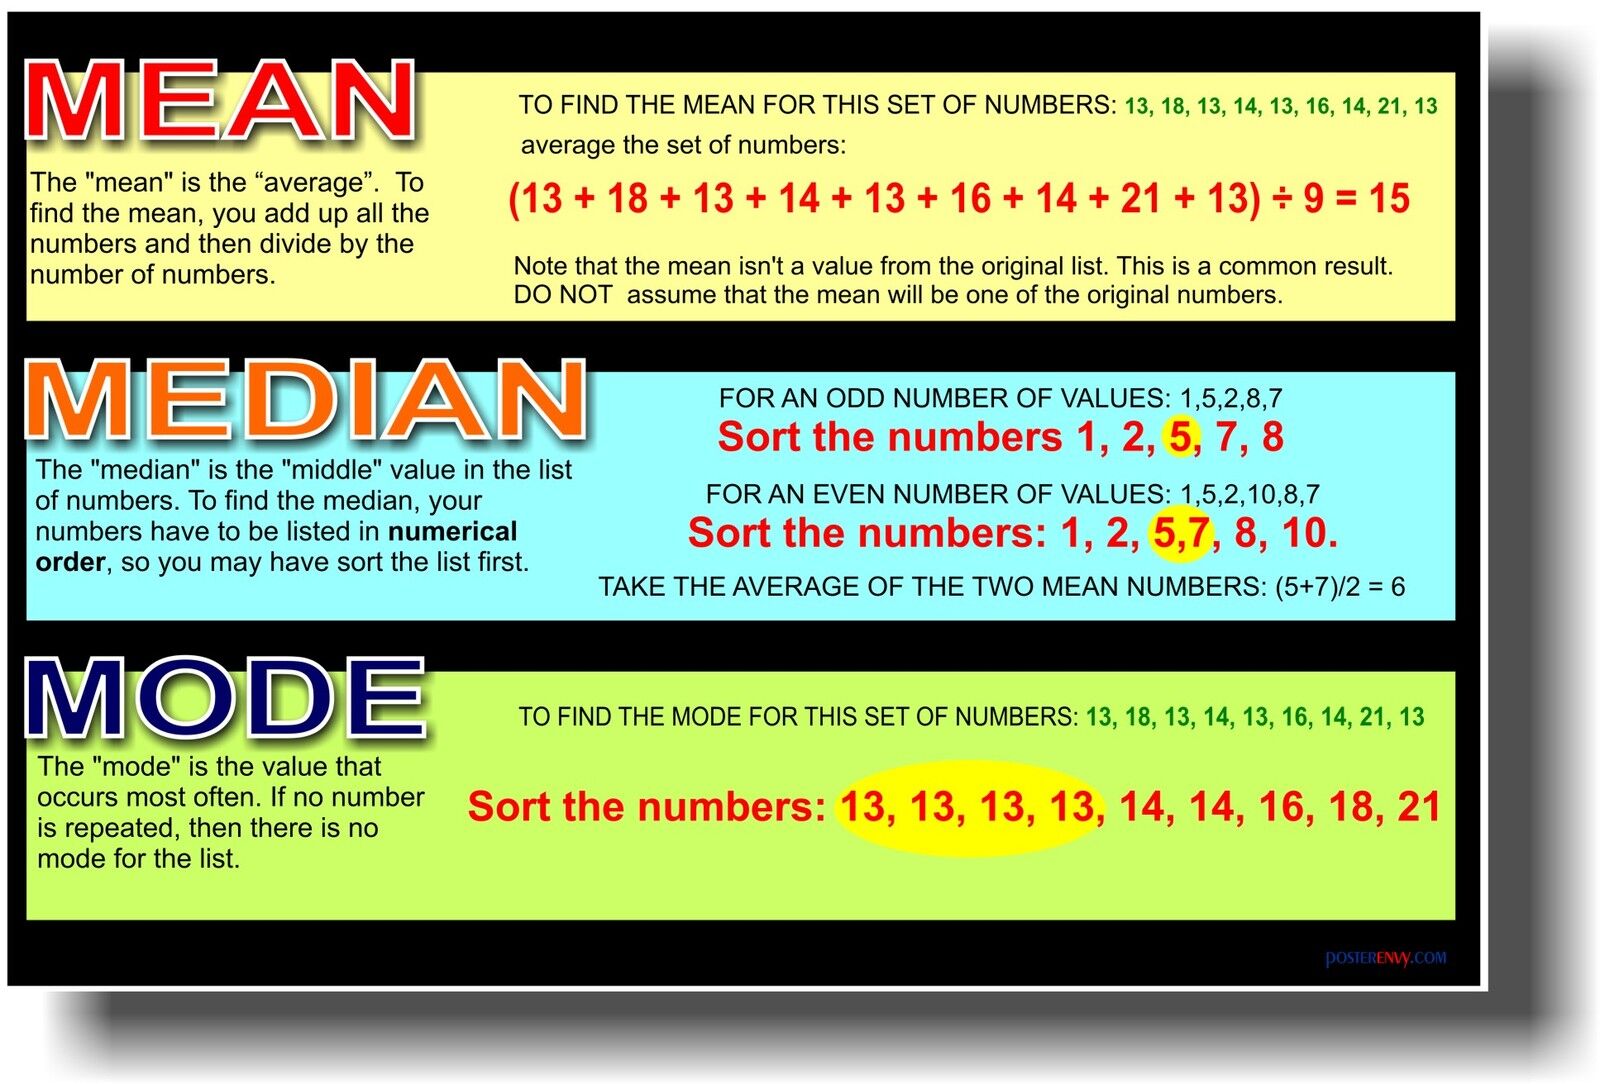 MEAN
The "mean" is the “average”. To
find the mean, you add up all the
numbers and then divide by the
number of numbers.
TO FIND THE MEAN FOR THIS SET OF NUMBERS: 13, 18, 13, 14, 13, 16, 14, 21, 13
average the set of numbers:
(13 + 18 + 13 + 14 + 13 + 16 + 14 + 21 + 13) ÷ 9 = 15
Note that the mean isn't a value from the original list. This is a common result.
DO NOT assume that the mean will be one of the original numbers.
MEDIAN
The "median" is the "middle" value in the list
of numbers. To find the median, your
numbers have to be listed in numerical
order, so you may have sort the list first.
FOR AN ODD NUMBER OF VALUES: 1,5,2,8,7
Sort the numbers 1, 2, 5, 7, 8
FOR AN EVEN NUMBER OF VALUES: 1,5,2,10,8,7
Sort the numbers: 1, 2, 5,7, 8, 10.
TAKE THE AVERAGE OF THE TWO MEAN NUMBERS: (5+7)/2 = 6
MODE
The "mode" is the value that
occurs most often. If no number
is repeated, then there is no
mode for the list.
TO FIND THE MODE FOR THIS SET OF NUMBERS: 13, 18, 13, 14, 13, 16, 14, 21, 13
Sort the numbers: 13, 13, 13, 13, 14, 14, 16, 18, 21
POSTERENVY.COM